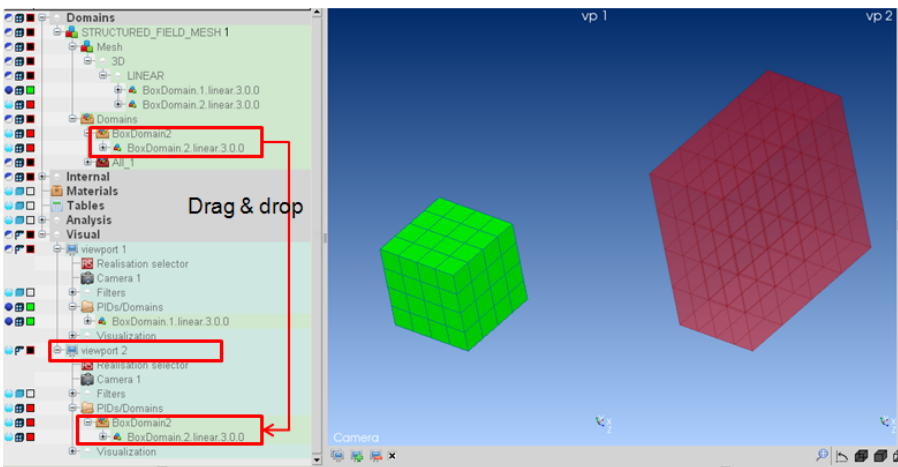 Domains
STRUCTURED_FIELD_MESH 1
Mesh
3D
LINEAR
BoxDomain.1.linear.3.0.0
BoxDomain.2.linear.3.0.0
Domains
BoxDomain2
BoxDomain.2.linear.3.0.0
All_1
Internal
Materials
Tables
Analysis
Visual
viewport 1
Realisation selector
Camera 1
Filters
PIDs/Domains
BoxDomain.1.linear.3.0.0
Visualization
viewport 2
Realisation selector
Camera 1
Filters
PIDs/Domains
BoxDomain2
BoxDomain.2.linear.3.0.0
Visualization
Drag & drop
vp 1
vp 2
Camera